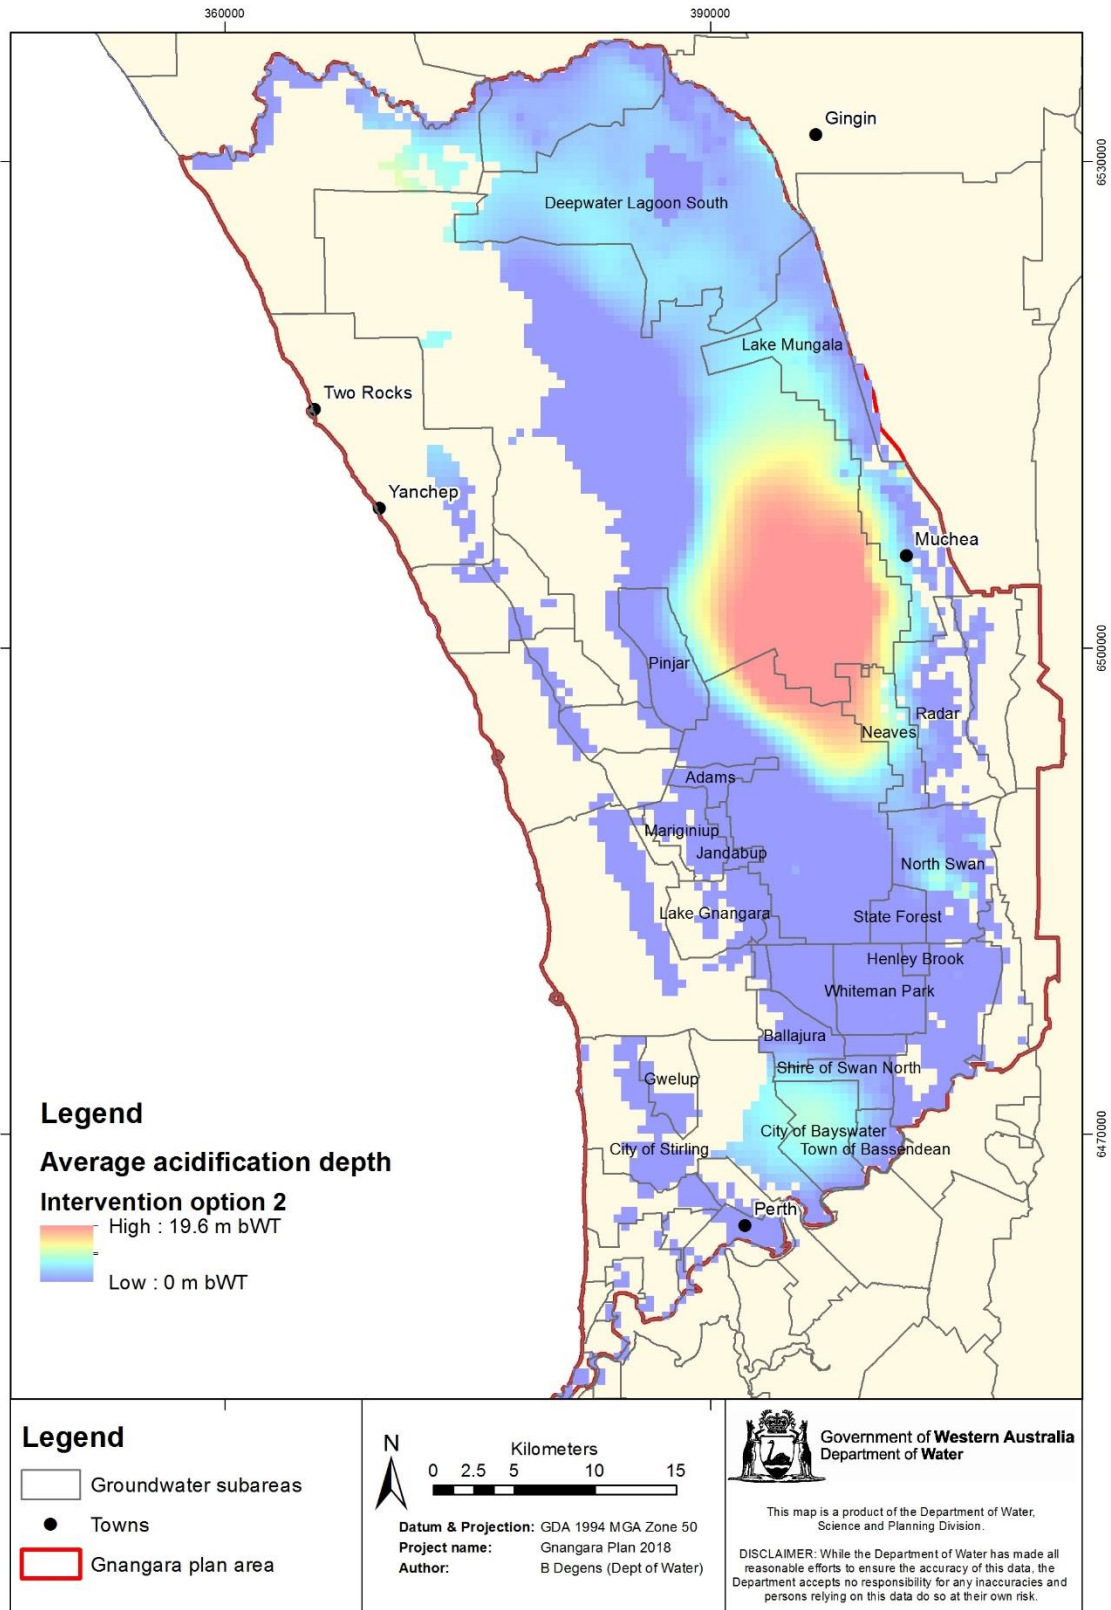 360000
390000
Gingin
6530000
Deepwater Lagoon South
Lake Mungala
Two Rocks
Yanchep
Muchea
6500000
Pinjar
Radar
Neaves
Adams
Mariginiup
Jandabup
North Swan
Lake Gnangara
State Forest
Henley Brook
Whiteman Park
Ballajura
Shire of Swan North
Gwelup
6470000
City of Bayswater
City of Stirling
Town of Bassendean
Perth
Legend
Average acidification depth
Intervention option 2
High : 19.6 m bWT
Low : 0 m bWT
Legend
Groundwater subareas
Towns
Gnangara plan area
N
Kilometers
0 2.5 5 10 15
Datum & Projection: GDA 1994 MGA Zone 50
Project name: Gnangara Plan 2018
Author: B Degens (Dept of Water)
Government of Western Australia
Department of Water
This map is a product of the Department of Water,
Science and Planning Division.
DISCLAIMER: While the Department of Water has made all
reasonable efforts to ensure the accuracy of this data, the
Department accepts no responsibility for any inaccuracies and
persons relying on this data do so at their own risk.